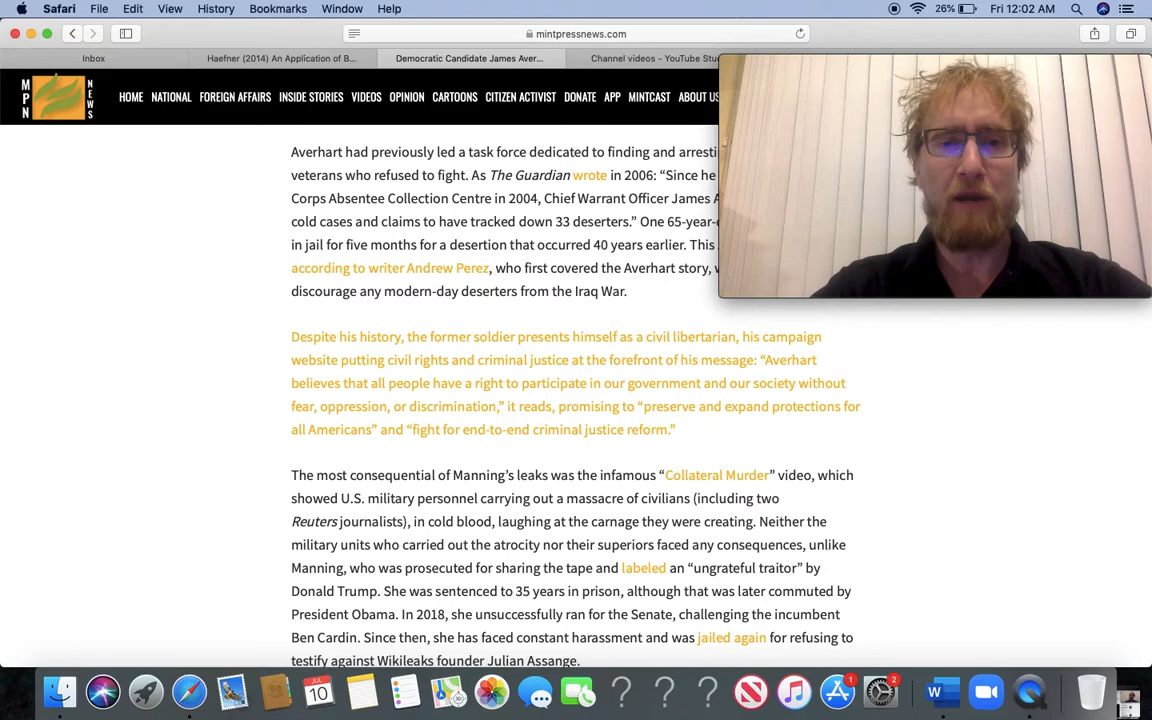 Safari File Edit View History Bookmarks Window Help 26% Fri 12:02 AM
mintpressnews.com
Inbox Haefner (2014) An Application of B... Democratic Candidate James Aver... Channel videos - YouTube Stu
MPN NEWS HOME NATIONAL FOREIGN AFFAIRS INSIDE STORIES VIDEOS OPINION CARTOONS CITIZEN ACTIVIST DONATE APP MINTCAST ABOUT US
Averhart had previously led a task force dedicated to finding and arresti
veterans who refused to fight. As The Guardian wrote in 2006: “Since he
Corps Absentee Collection Centre in 2004, Chief Warrant Officer James A
cold cases and claims to have tracked down 33 deserters.” One 65-year-o
in jail for five months for a desertion that occurred 40 years earlier. This
according to writer Andrew Perez, who first covered the Averhart story, w
discourage any modern-day deserters from the Iraq War.
Despite his history, the former soldier presents himself as a civil libertarian, his campaign
website putting civil rights and criminal justice at the forefront of his message: “Averhart
believes that all people have a right to participate in our government and our society without
fear, oppression, or discrimination,” it reads, promising to “preserve and expand protections for
all Americans” and “fight for end-to-end criminal justice reform.”
The most consequential of Manning’s leaks was the infamous “Collateral Murder” video, which
showed U.S. military personnel carrying out a massacre of civilians (including two
Reuters journalists), in cold blood, laughing at the carnage they were creating. Neither the
military units who carried out the atrocity nor their superiors faced any consequences, unlike
Manning, who was prosecuted for sharing the tape and labeled an “ungrateful traitor” by
Donald Trump. She was sentenced to 35 years in prison, although that was later commuted by
President Obama. In 2018, she unsuccessfully ran for the Senate, challenging the incumbent
Ben Cardin. Since then, she has faced constant harassment and was jailed again for refusing to
testify against Wikileaks founder Julian Assange.
JUL 10 ? ? ? 1 2 W